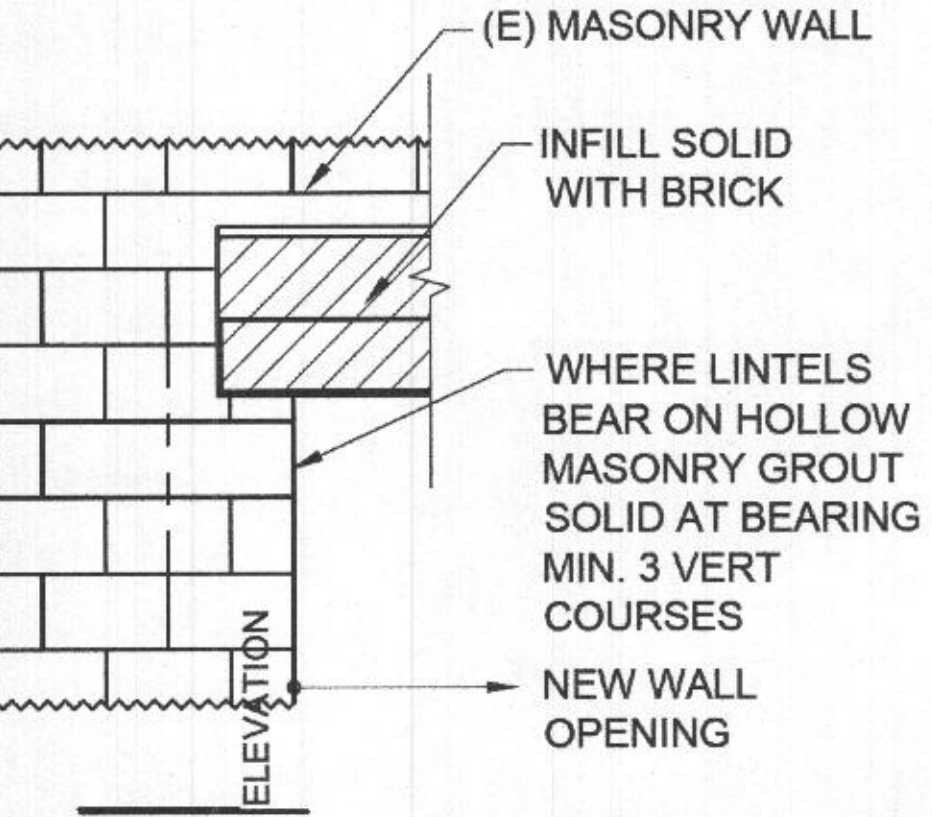 (E) MASONRY WALL
INFILL SOLID
WITH BRICK
WHERE LINTELS
BEAR ON HOLLOW
MASONRY GROUT
SOLID AT BEARING
MIN. 3 VERT
COURSES
NEW WALL
OPENING
ELEVATION